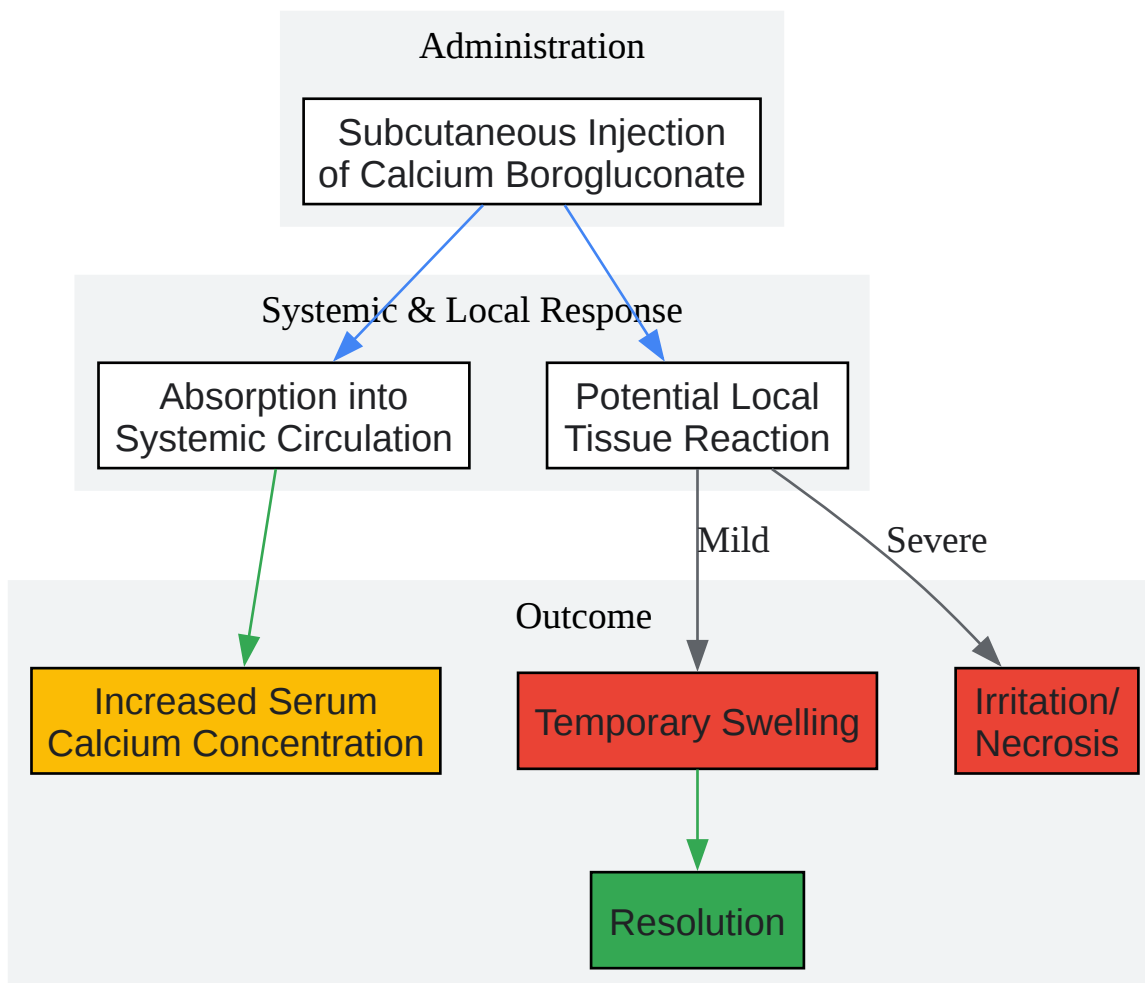 Administration
Subcutaneous Injection
of Calcium Borogluconate
Systemic & Local Response
Absorption into
Systemic Circulation
Potential Local
Tissue Reaction
Mild
Severe
Outcome
Increased Serum
Calcium Concentration
Temporary Swelling
Irritation/
Necrosis
Resolution